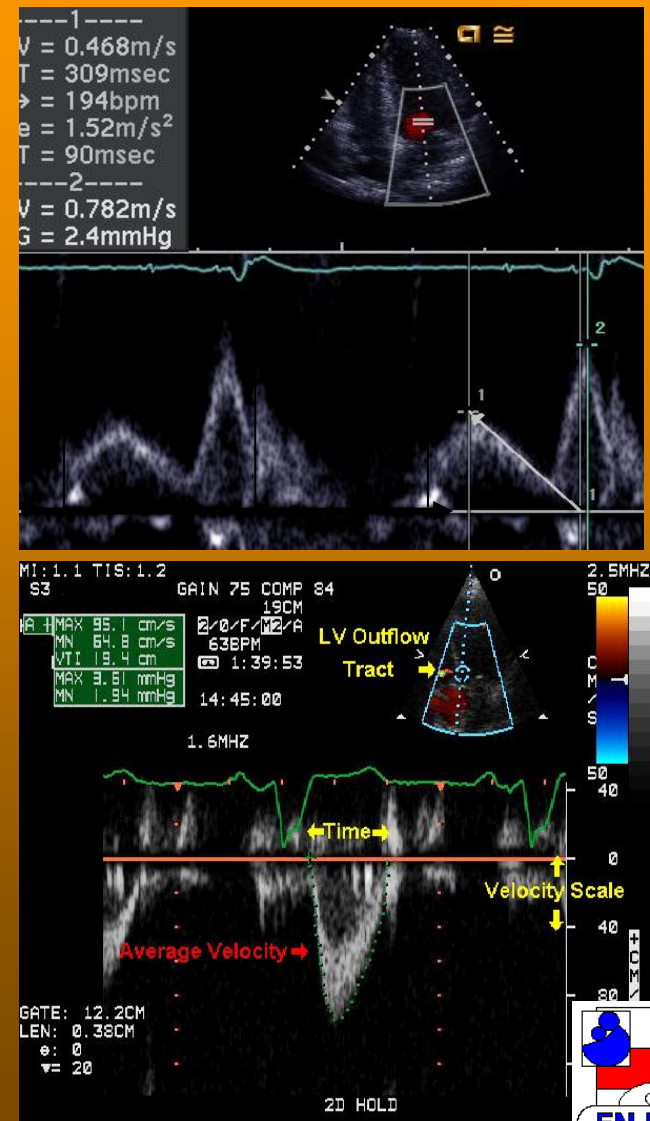 ----1----
V = 0.468m/s
T = 309msec
= 194bpm
e = 1.52m/s²
T = 90msec
----2----
V = 0.782m/s
G = 2.4mmHg
2
1
1
MI:1.1 TIS:1.2
2.5MHZ
S3
GAIN 75 COMP 84
50
19CM
MAX 95.1 cm/s
2/0/F/M2/A
MN 64.8 cm/s
63BPM
LV Outflow
VTI 19.4 cm
1:39:53
Tract
MAX 3.61 mmHg
MN 1.94 mmHg
14:45:00
1.6MHZ
50
40
Time
0
Velocity Scale
40
Average Velocity
80
GATE: 12.2CM
LEN: 0.38CM
θ: 0
= 20
2D HOLD